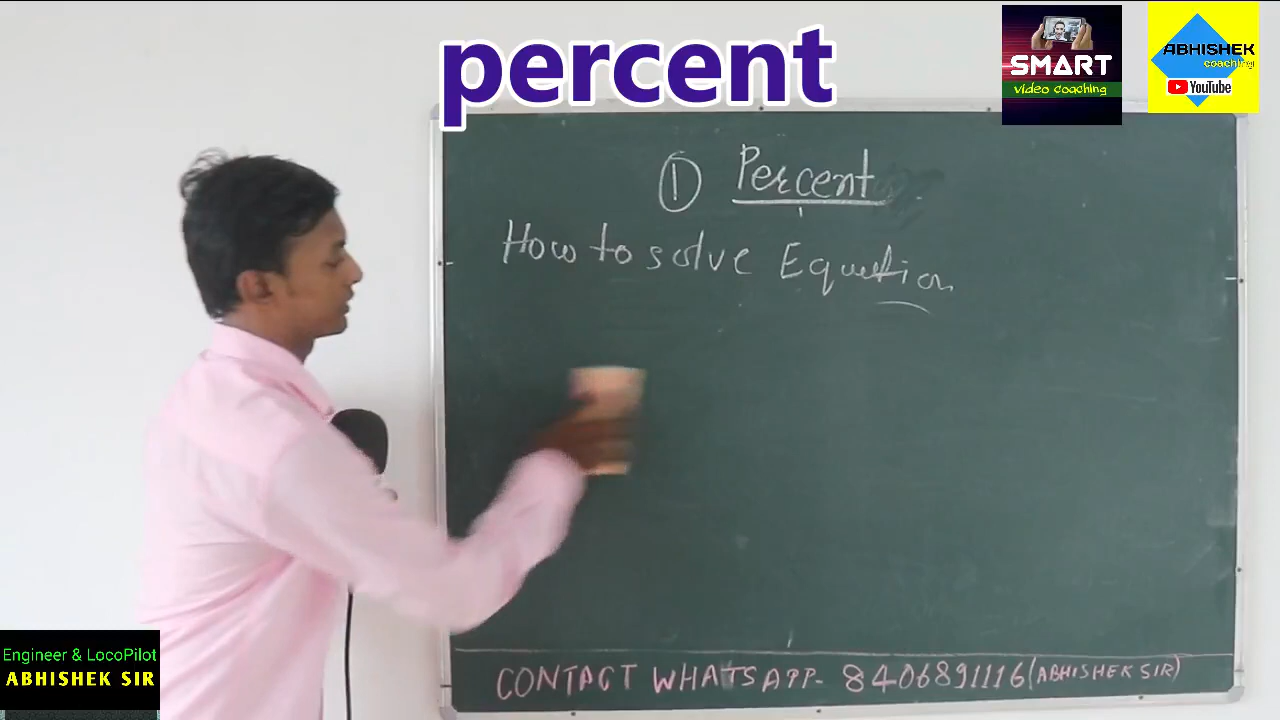 percent
SMART
video coaching
ABHISHEK
coaching
YouTube
① Percent
How to solve Equation
Engineer & LocoPilot
ABHISHEK SIR
CONTACT WHATSAPP- 8406891116 (ABHISHEK SIR)